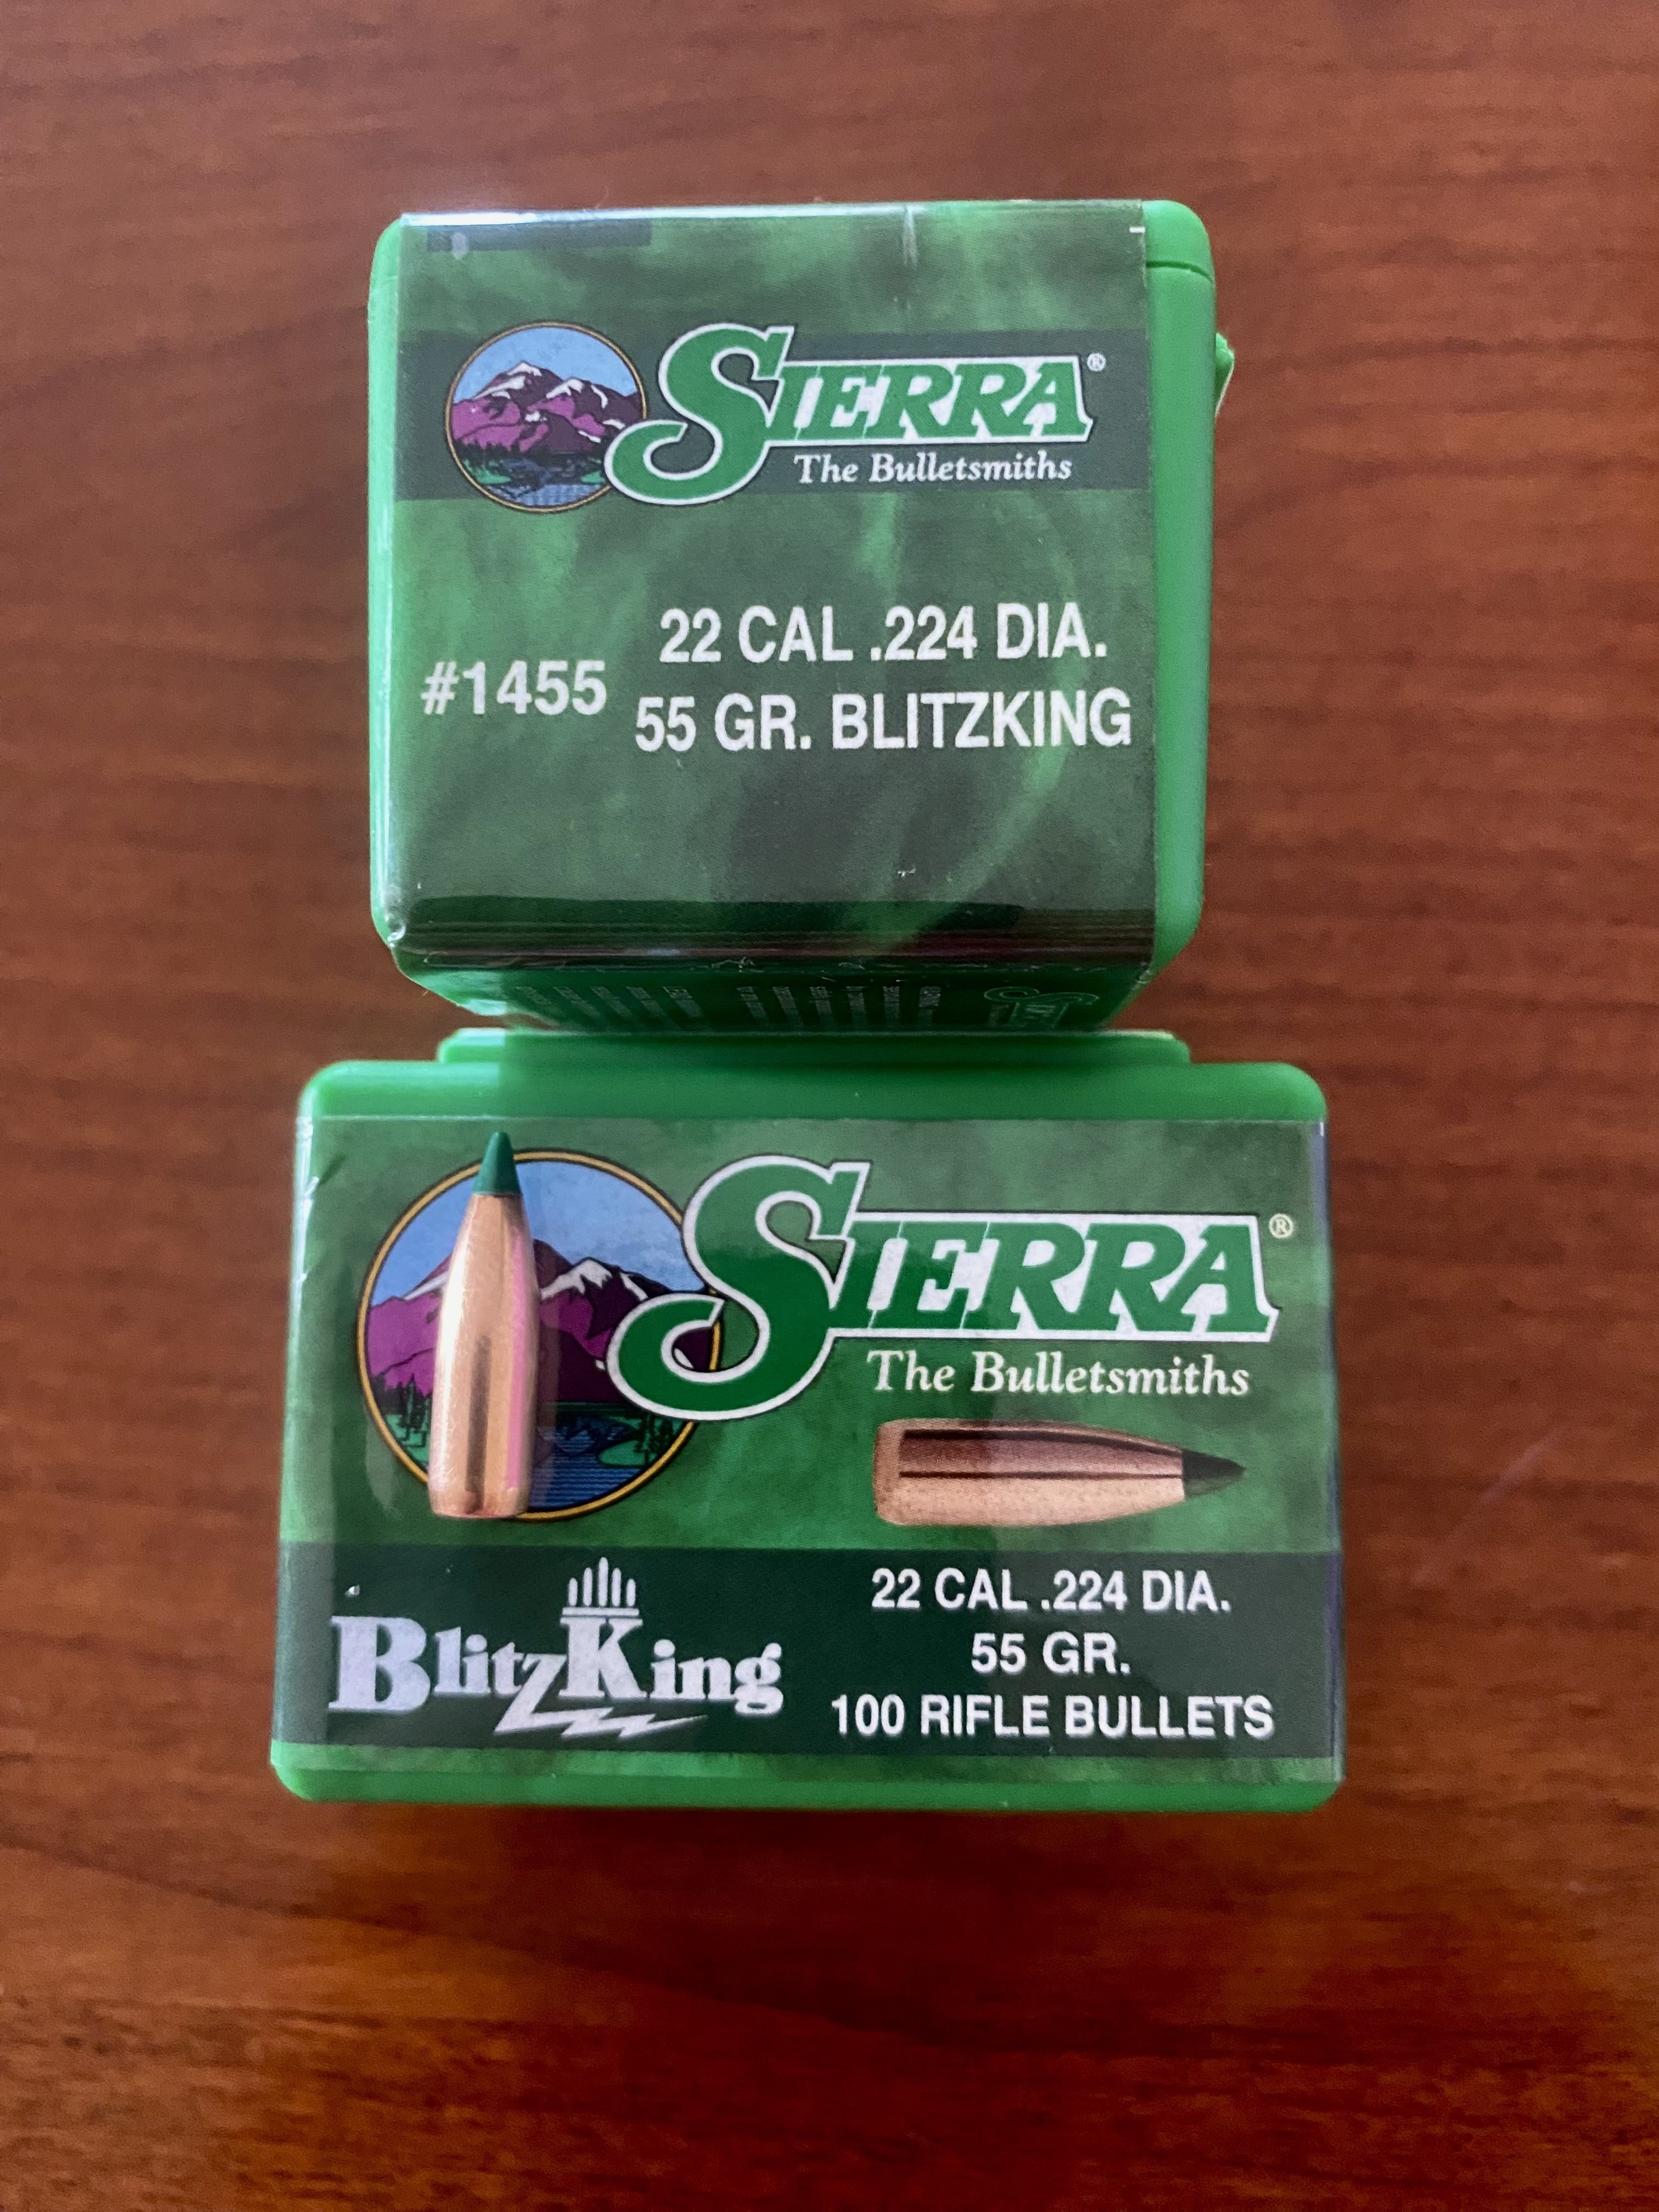 SIERRA®
The Bulletsmiths
#1455
22 CAL .224 DIA.
55 GR. BLITZKING
SIERRA®
The Bulletsmiths
BlitzKing
22 CAL .224 DIA.
55 GR.
100 RIFLE BULLETS